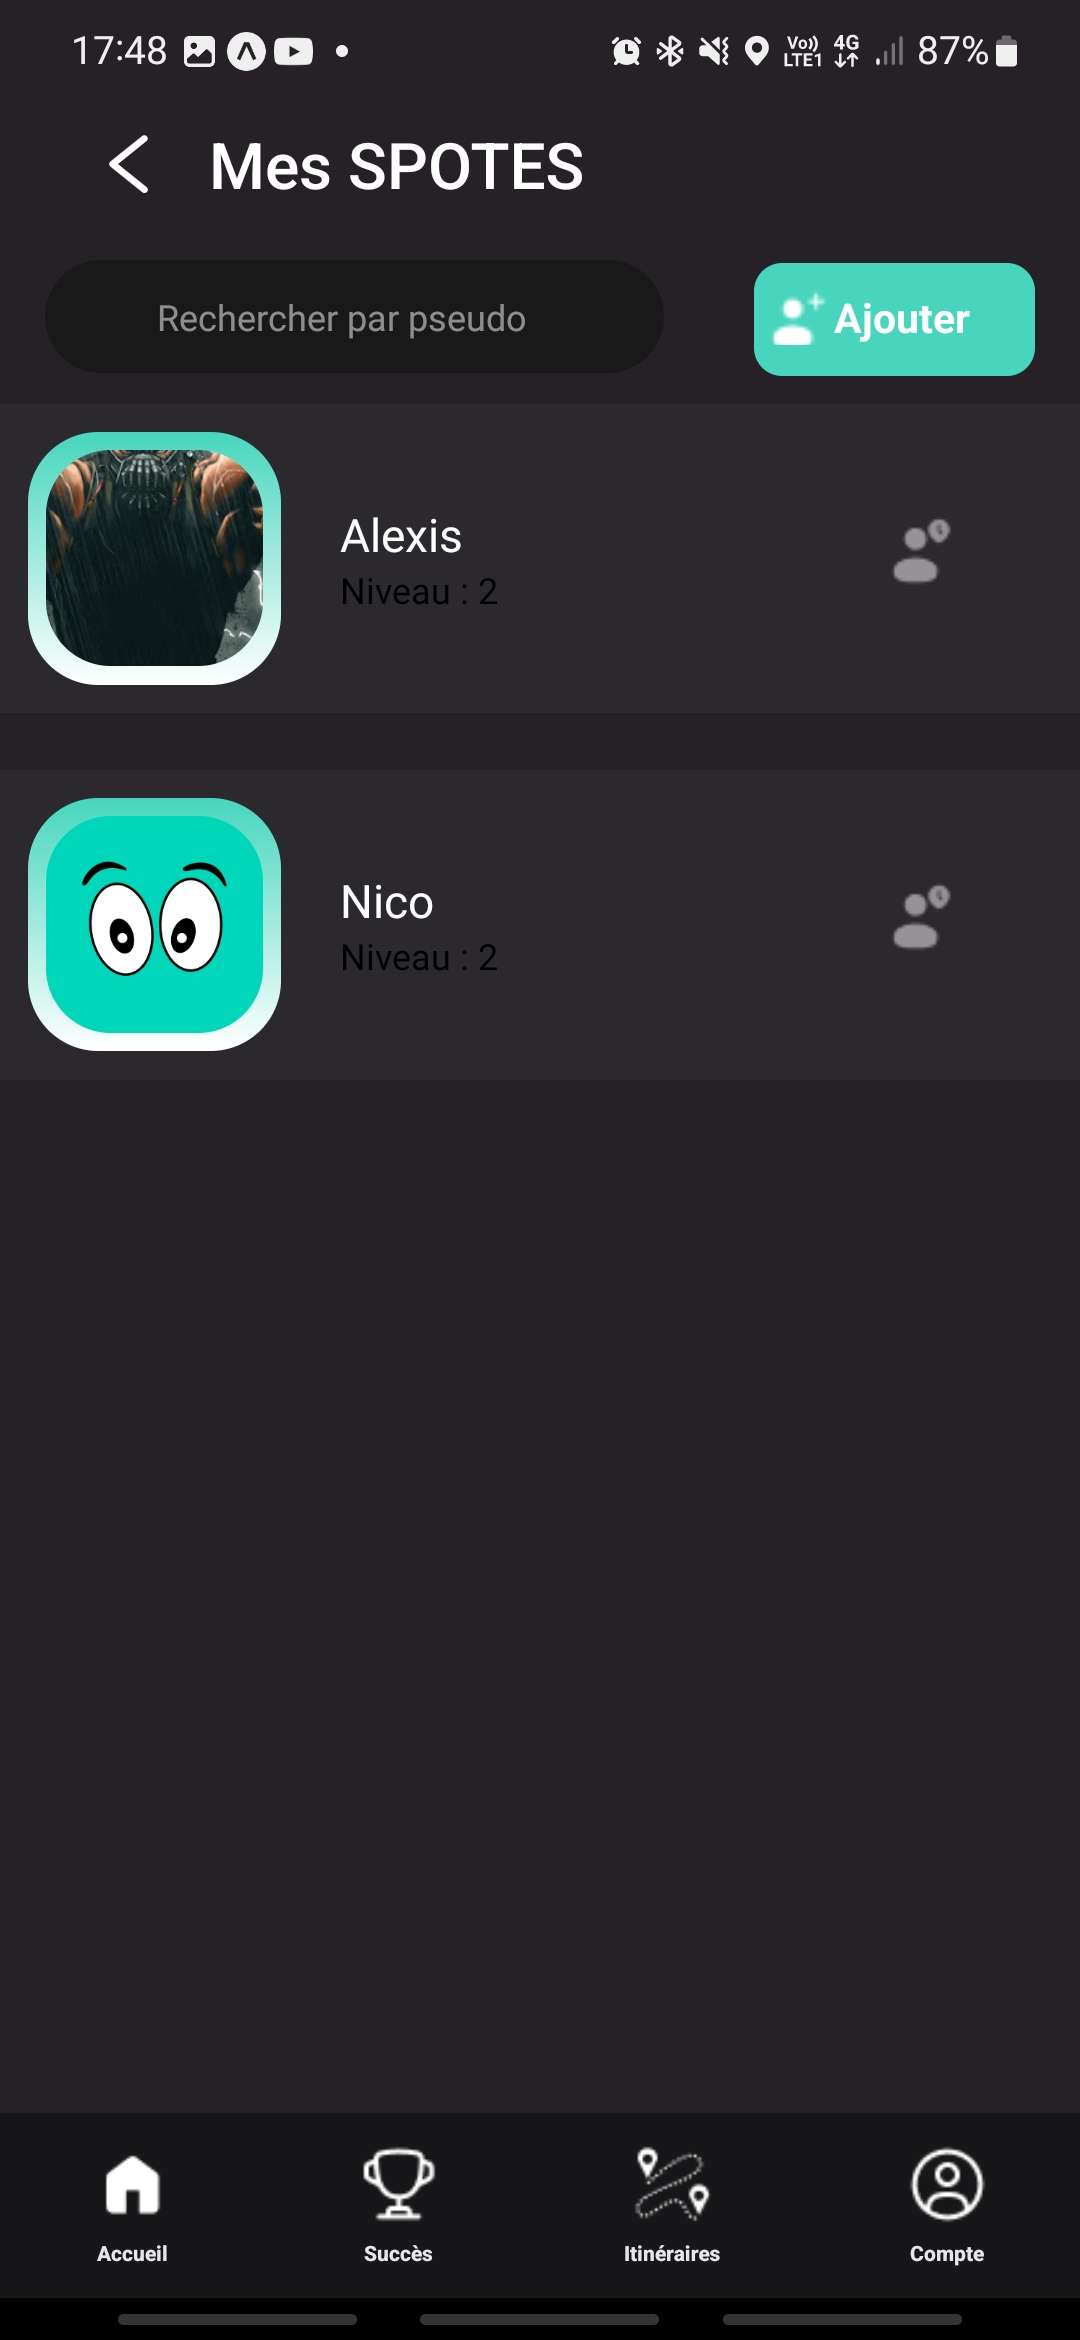 17:48
Vo)) 4G
LTE1 87%
Mes SPOTES
Rechercher par pseudo
Ajouter
Alexis
Niveau : 2
Nico
Niveau : 2
Accueil Succès Itinéraires Compte